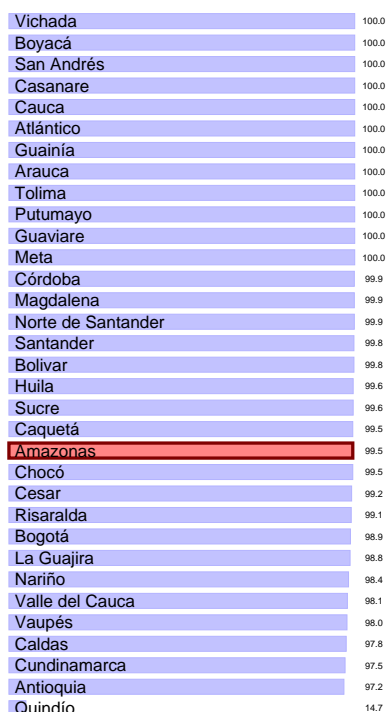 Vichada 100.0
Boyacá 100.0
San Andrés 100.0
Casanare 100.0
Cauca 100.0
Atlántico 100.0
Guainía 100.0
Arauca 100.0
Tolima 100.0
Putumayo 100.0
Guaviare 100.0
Meta 100.0
Córdoba 99.9
Magdalena 99.9
Norte de Santander 99.9
Santander 99.8
Bolivar 99.8
Huila 99.6
Sucre 99.6
Caquetá 99.5
Amazonas 99.5
Chocó 99.5
Cesar 99.2
Risaralda 99.1
Bogotá 98.9
La Guajira 98.8
Nariño 98.4
Valle del Cauca 98.1
Vaupés 98.0
Caldas 97.8
Cundinamarca 97.5
Antioquia 97.2
Quindío 14.7